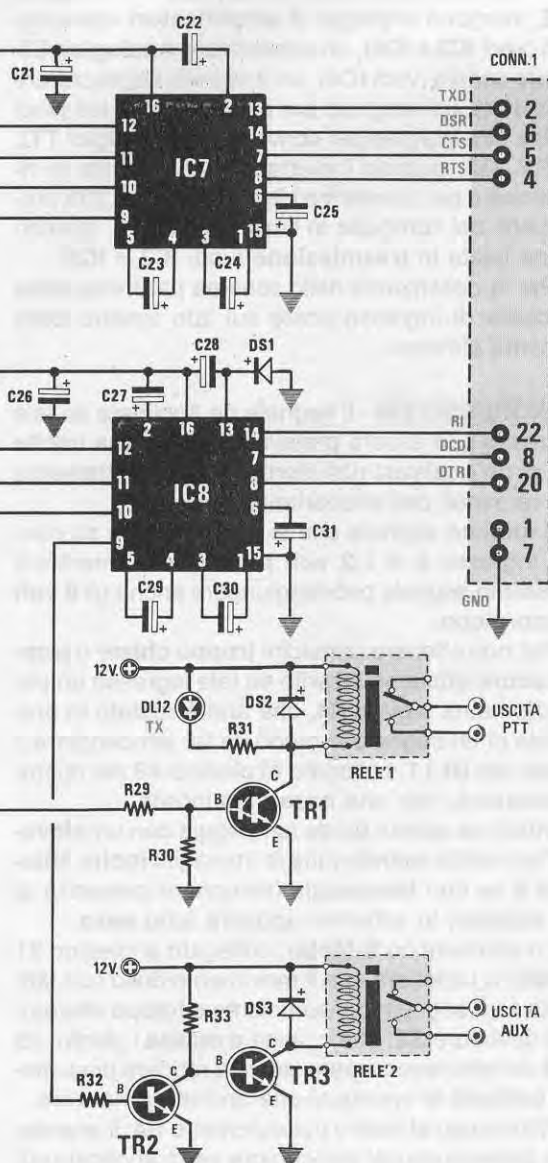 C22
C21
+
+
CONN.1
16 2 13
12 14
11 IC7 7
10 8
9 6
5 4 3 1 15
TXD 2
DSR 6
CTS 5
RTS 4
+
C25
C23 + C24 +
C28 DS1
+ +
C26 +
C27 +
2 16 13 14
12 7
11 IC8 8
10 6
9
5 4 3 1 15
RI 22
DCD 8
DTR 20
1
7
GND
+
C31
C29 + C30 +
12V.
DL12
TX
DS2 +
R31
RELE'1
USCITA
PTT
R29
R30
B C E
TR1
12V.
R33
DS3 +
RELE'2
USCITA
AUX
R32
B C E
TR2
B C E
TR3